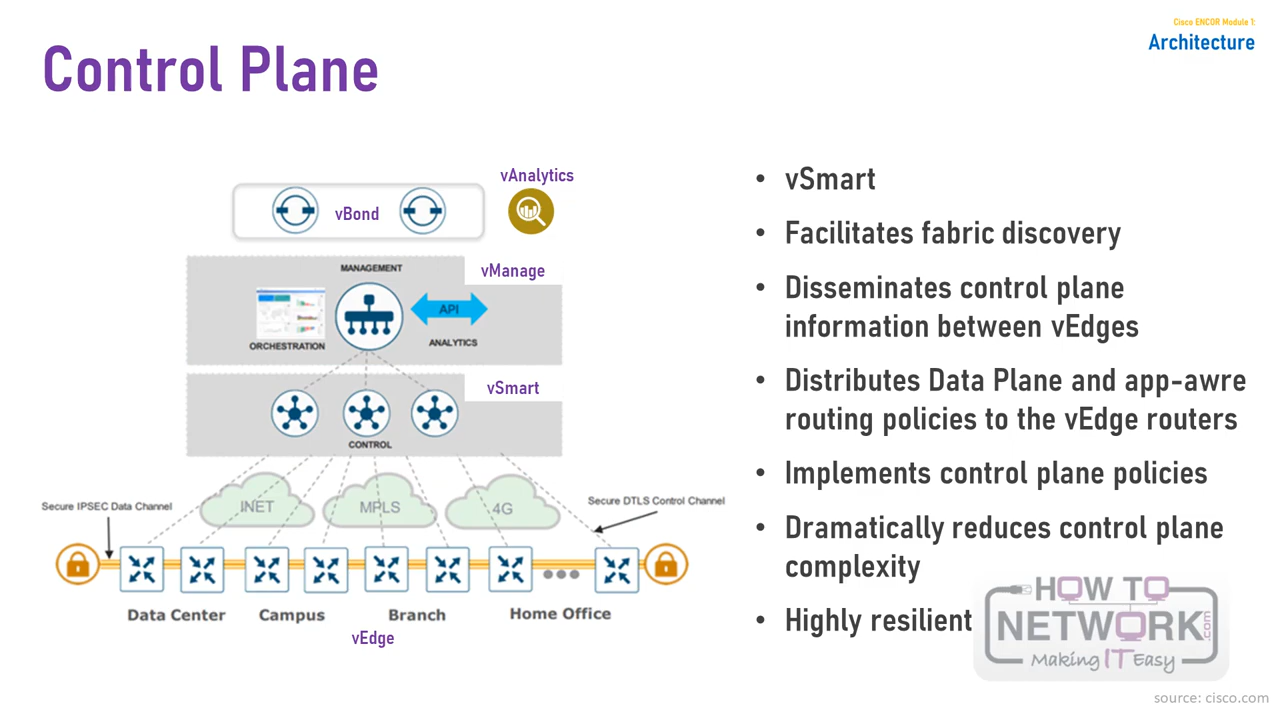 Cisco ENCOR Module 1:
Architecture
Control Plane
vAnalytics
vBond
MANAGEMENT
vManage
API
ORCHESTRATION
ANALYTICS
vSmart
CONTROL
Secure IPSEC Data Channel
INET
MPLS
4G
Secure DTLS Control Channel
Data Center
Campus
Branch
Home Office
vEdge
• vSmart
• Facilitates fabric discovery
• Disseminates control plane
information between vEdges
• Distributes Data Plane and app-awre
routing policies to the vEdge routers
• Implements control plane policies
• Dramatically reduces control plane
complexity
• Highly resilient
HOW TO
NETWORK.com
Making IT Easy
source: cisco.com